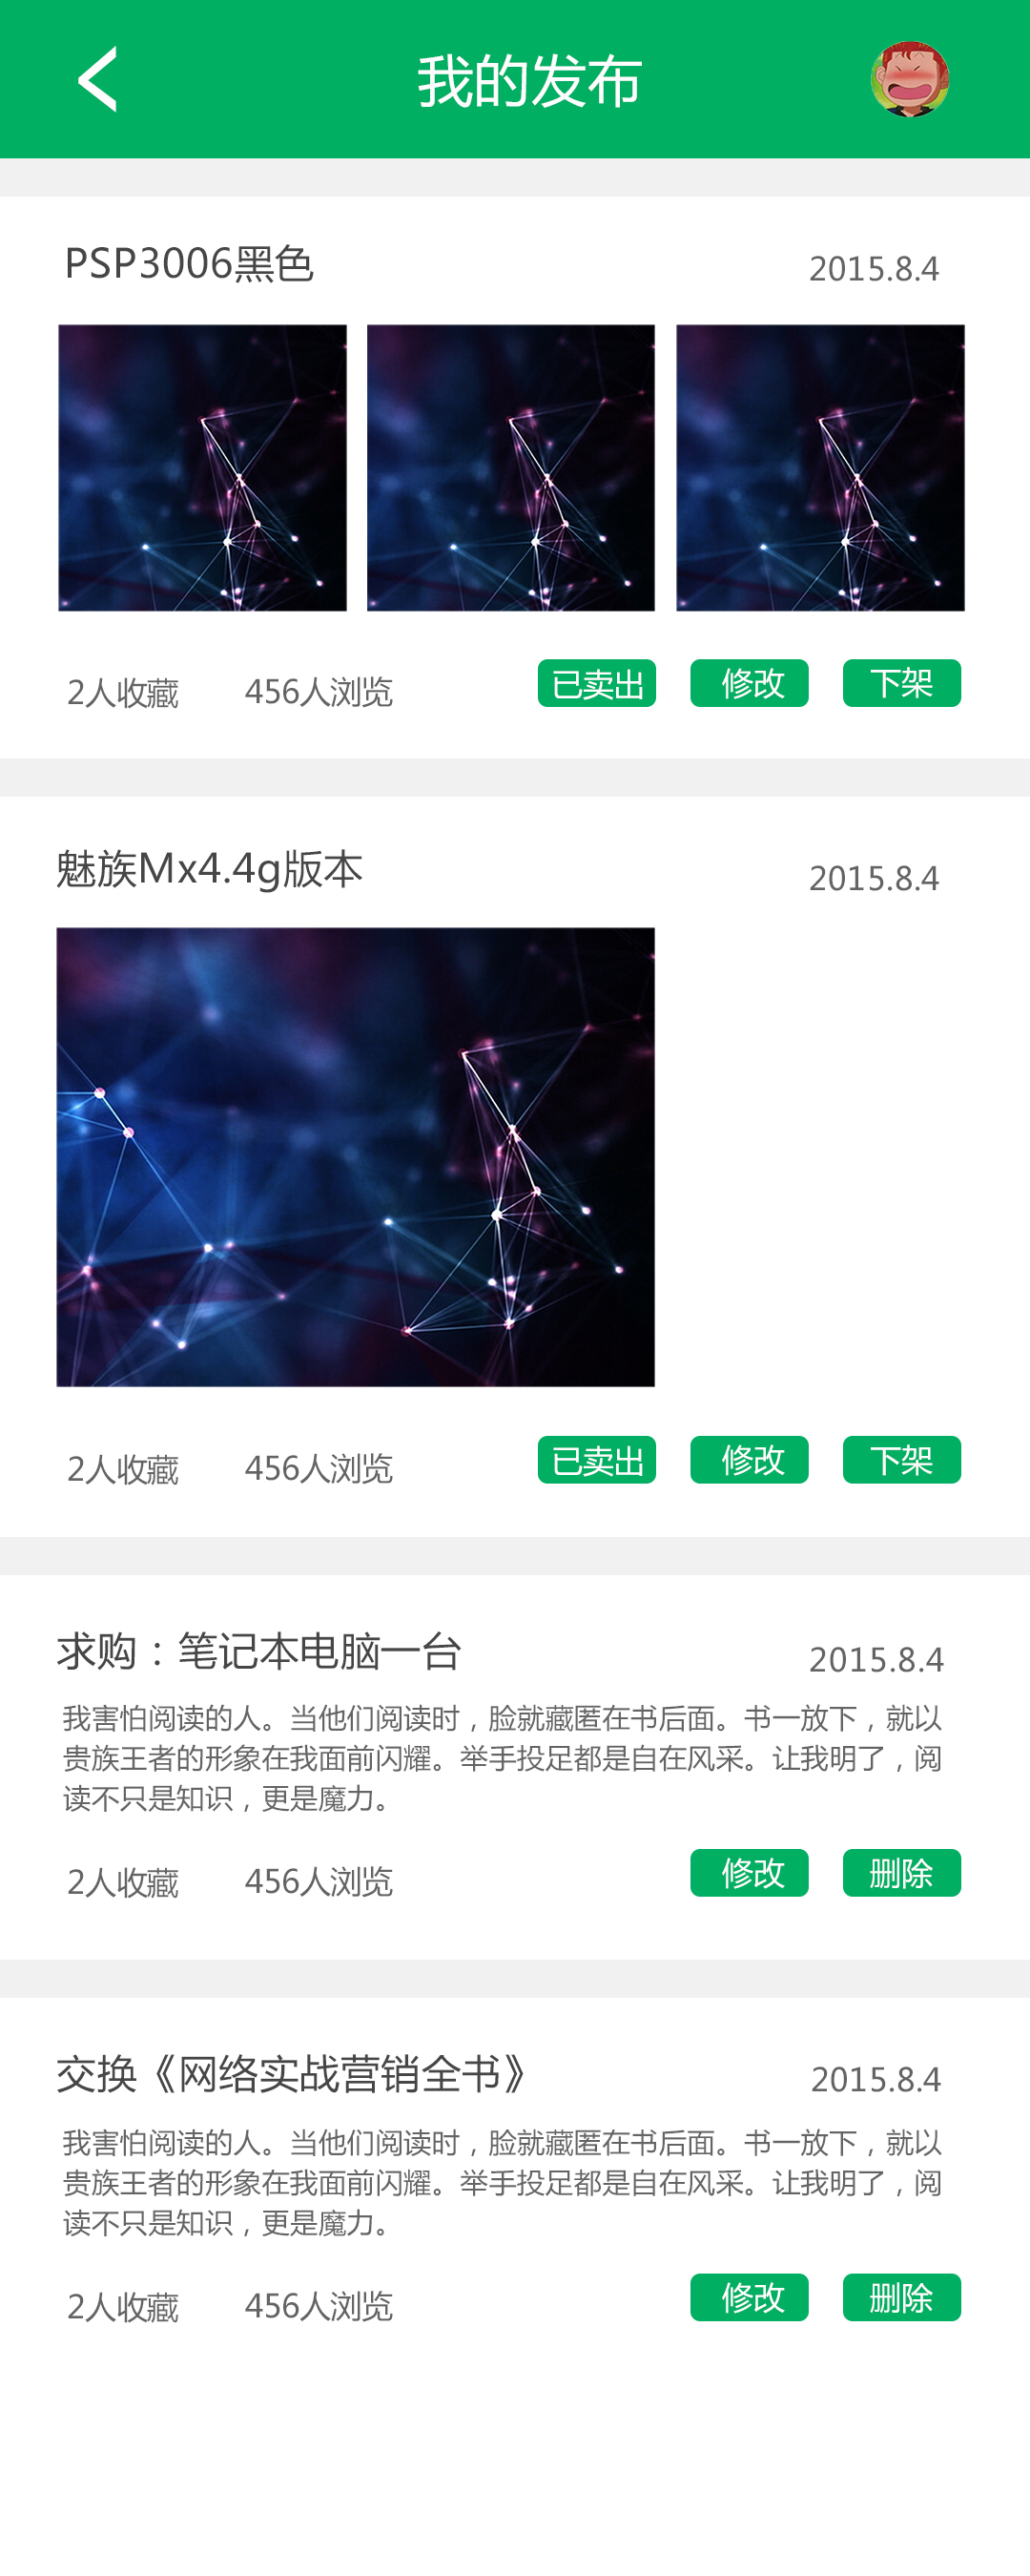 我的发布
PSP3006黑色
2015.8.4
2人收藏
456人浏览
已卖出
修改
下架
魅族Mx4.4g版本
2015.8.4
2人收藏
456人浏览
已卖出
修改
下架
求购：笔记本电脑一台
2015.8.4
我害怕阅读的人。当他们阅读时，脸就藏匿在书后面。书一放下，就以
贵族王者的形象在我面前闪耀。举手投足都是自在风采。让我明了，阅
读不只是知识，更是魔力。
2人收藏
456人浏览
修改
删除
交换《网络实战营销全书》
2015.8.4
我害怕阅读的人。当他们阅读时，脸就藏匿在书后面。书一放下，就以
贵族王者的形象在我面前闪耀。举手投足都是自在风采。让我明了，阅
读不只是知识，更是魔力。
2人收藏
456人浏览
修改
删除